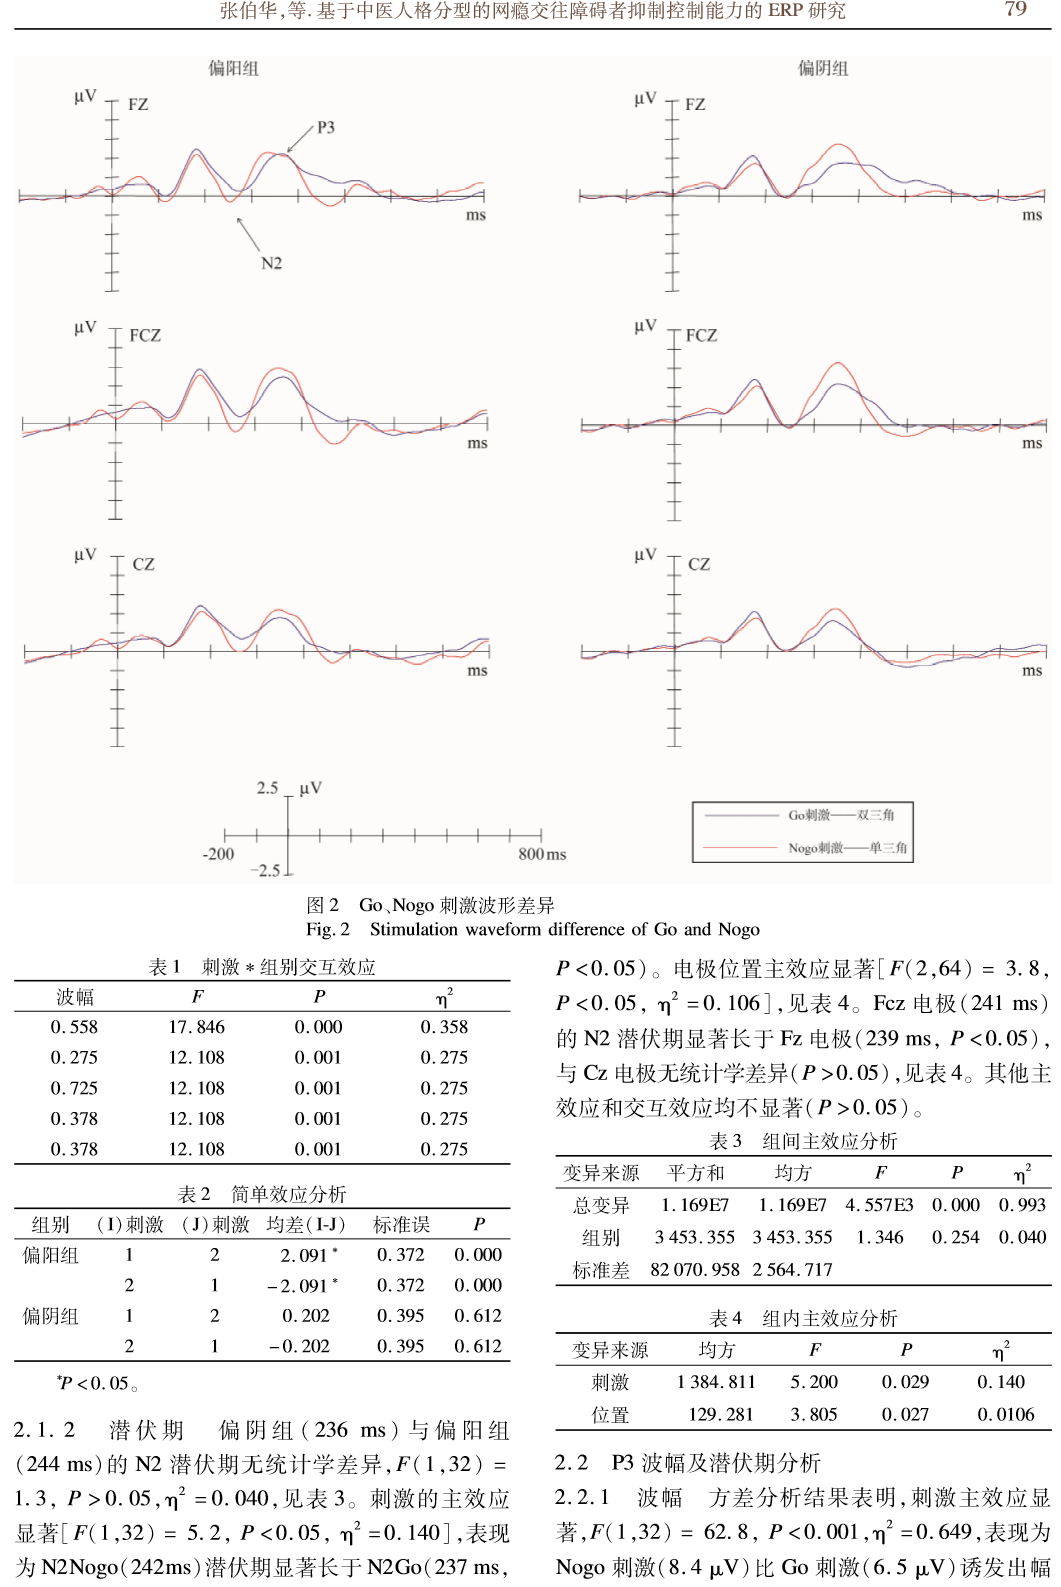 张伯华,等.基于中医人格分型的网瘾交往障碍者抑制控制能力的 ERP 研究 79
偏阳组
μV FZ
P3
ms
N2
μV FCZ
ms
μV CZ
ms
偏阴组
μV FZ
ms
μV FCZ
ms
μV CZ
ms
2.5 μV
-200 800ms
-2.5
Go刺激——双三角
Nogo刺激——单三角
图 2 Go、Nogo 刺激波形差异
Fig. 2 Stimulation waveform difference of Go and Nogo
表 1 刺激 * 组别交互效应
波幅 F P η²
0.558 17.846 0.000 0.358
0.275 12.108 0.001 0.275
0.725 12.108 0.001 0.275
0.378 12.108 0.001 0.275
0.378 12.108 0.001 0.275
表 2 简单效应分析
组别 (I)刺激 (J)刺激 均差(I-J) 标准误 P
偏阳组 1 2 2.091* 0.372 0.000
2 1 -2.091* 0.372 0.000
偏阴组 1 2 0.202 0.395 0.612
2 1 -0.202 0.395 0.612
*P<0.05。
2.1.2 潜伏期 偏阴组(236 ms)与偏阳组
(244 ms)的 N2 潜伏期无统计学差异,F(1,32) =
1.3, P>0.05,η²=0.040,见表 3。刺激的主效应
显著[F(1,32) = 5.2, P<0.05, η²=0.140],表现
为 N2Nogo(242ms)潜伏期显著长于 N2Go(237 ms,
P<0.05)。电极位置主效应显著[F(2,64) = 3.8,
P<0.05, η²=0.106],见表 4。Fcz 电极(241 ms)
的 N2 潜伏期显著长于 Fz 电极(239 ms, P<0.05),
与 Cz 电极无统计学差异(P>0.05),见表 4。其他主
效应和交互效应均不显著(P>0.05)。
表 3 组间主效应分析
变异来源 平方和 均方 F P η²
总变异 1.169E7 1.169E7 4.557E3 0.000 0.993
组别 3 453.355 3 453.355 1.346 0.254 0.040
标准差 82 070.958 2 564.717
表 4 组内主效应分析
变异来源 均方 F P η²
刺激 1 384.811 5.200 0.029 0.140
位置 129.281 3.805 0.027 0.0106
2.2 P3 波幅及潜伏期分析
2.2.1 波幅 方差分析结果表明,刺激主效应显
著,F(1,32) = 62.8, P<0.001,η²=0.649,表现为
Nogo 刺激(8.4 μV)比 Go 刺激(6.5 μV)诱发出幅